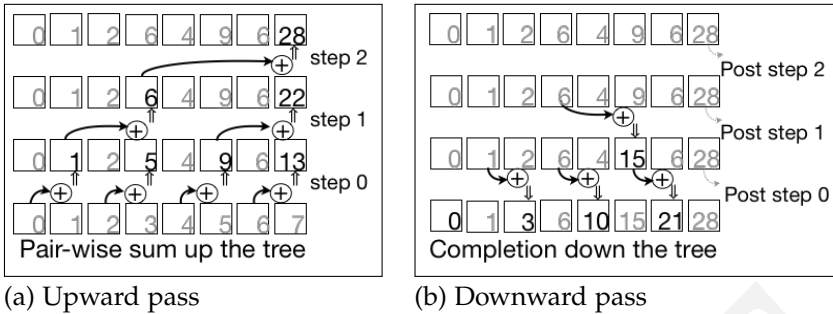 0 1 2 6 4 9 6 28
step 2
+
0 1 2 6 4 9 6 22
step 1
+ +
0 1 2 5 4 9 6 13
step 0
+ + + +
0 1 2 3 4 5 6 7
Pair-wise sum up the tree
(a) Upward pass
0 1 2 6 4 9 6 28
Post step 2
0 1 2 6 4 9 6 28
+
Post step 1
0 1 2 6 4 15 6 28
+ + +
Post step 0
0 1 3 6 10 15 21 28
Completion down the tree
(b) Downward pass